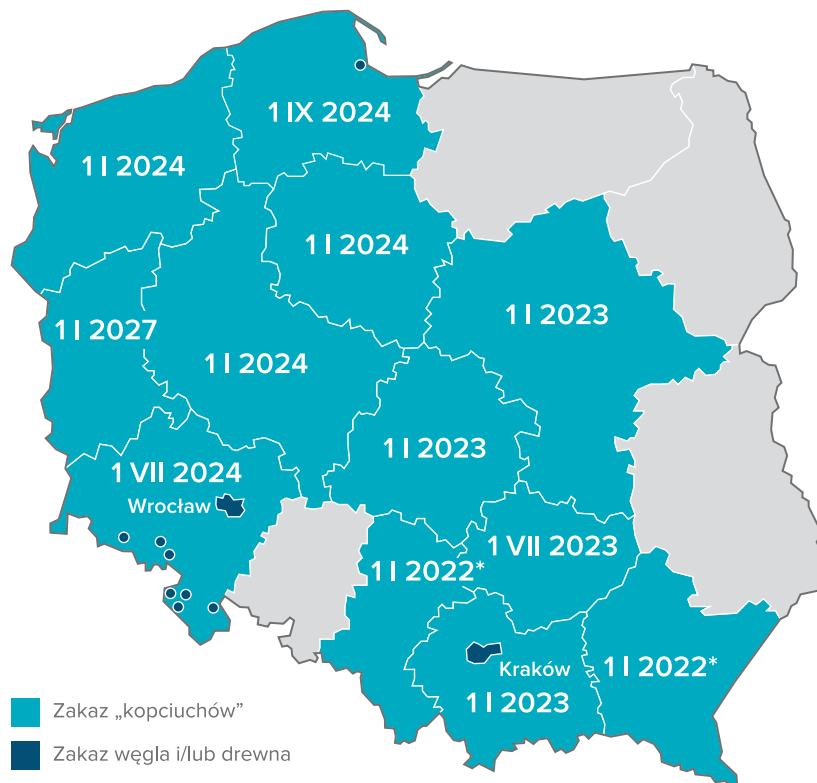 1 IX 2024
1 I 2024
1 I 2024
1 I 2023
1 I 2027
1 I 2024
1 I 2023
1 VII 2024
Wrocław
1 VII 2023
1 I 2022*
Kraków
1 I 2022*
1 I 2023
Zakaz „kopciuchów”
Zakaz węgla i/lub drewna